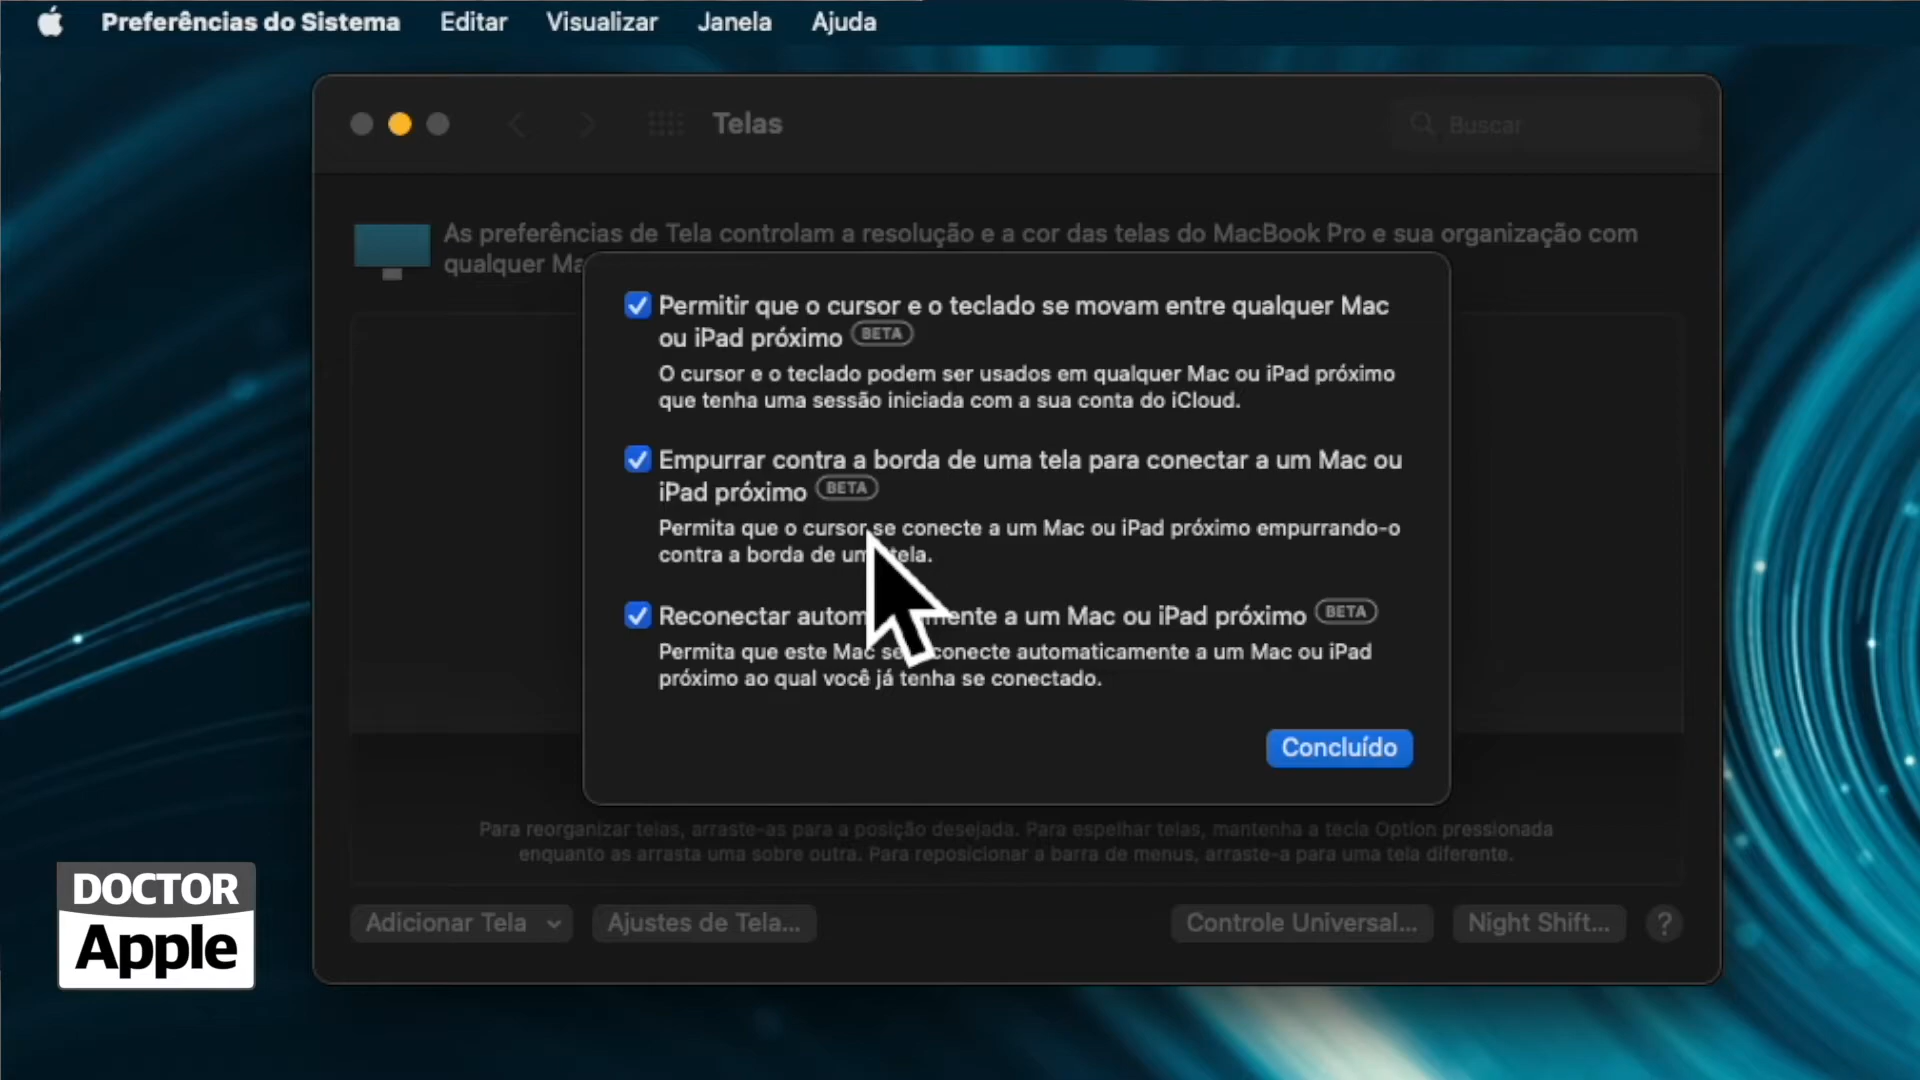 Preferências do Sistema Editar Visualizar Janela Ajuda
Telas
Buscar
As preferências de Tela controlam a resolução e a cor das telas do MacBook Pro e sua organização com
qualquer
Permitir que o cursor e o teclado se movam entre qualquer Mac
ou iPad próximo BETA
O cursor e o teclado podem ser usados em qualquer Mac ou iPad próximo
que tenha uma sessão iniciada com a sua conta do iCloud.
Empurrar contra a borda de uma tela para conectar a um Mac ou
iPad próximo BETA
Permita que o cursor se conecte a um Mac ou iPad próximo empurrando-o
contra a borda de uma tela.
Reconectar automaticamente a um Mac ou iPad próximo BETA
Permita que este Mac se conecte automaticamente a um Mac ou iPad
próximo ao qual você já tenha se conectado.
Concluído
Para reorganizar telas, arraste-as para a posição desejada. Para espelhar telas, mantenha a tecla Option pressionada
enquanto as arrasta uma sobre outra. Para reposicionar a barra de menus, arraste-a para uma tela diferente.
Adicionar Tela Ajustes de Tela... Controle Universal... Night Shift... ?
DOCTOR
Apple